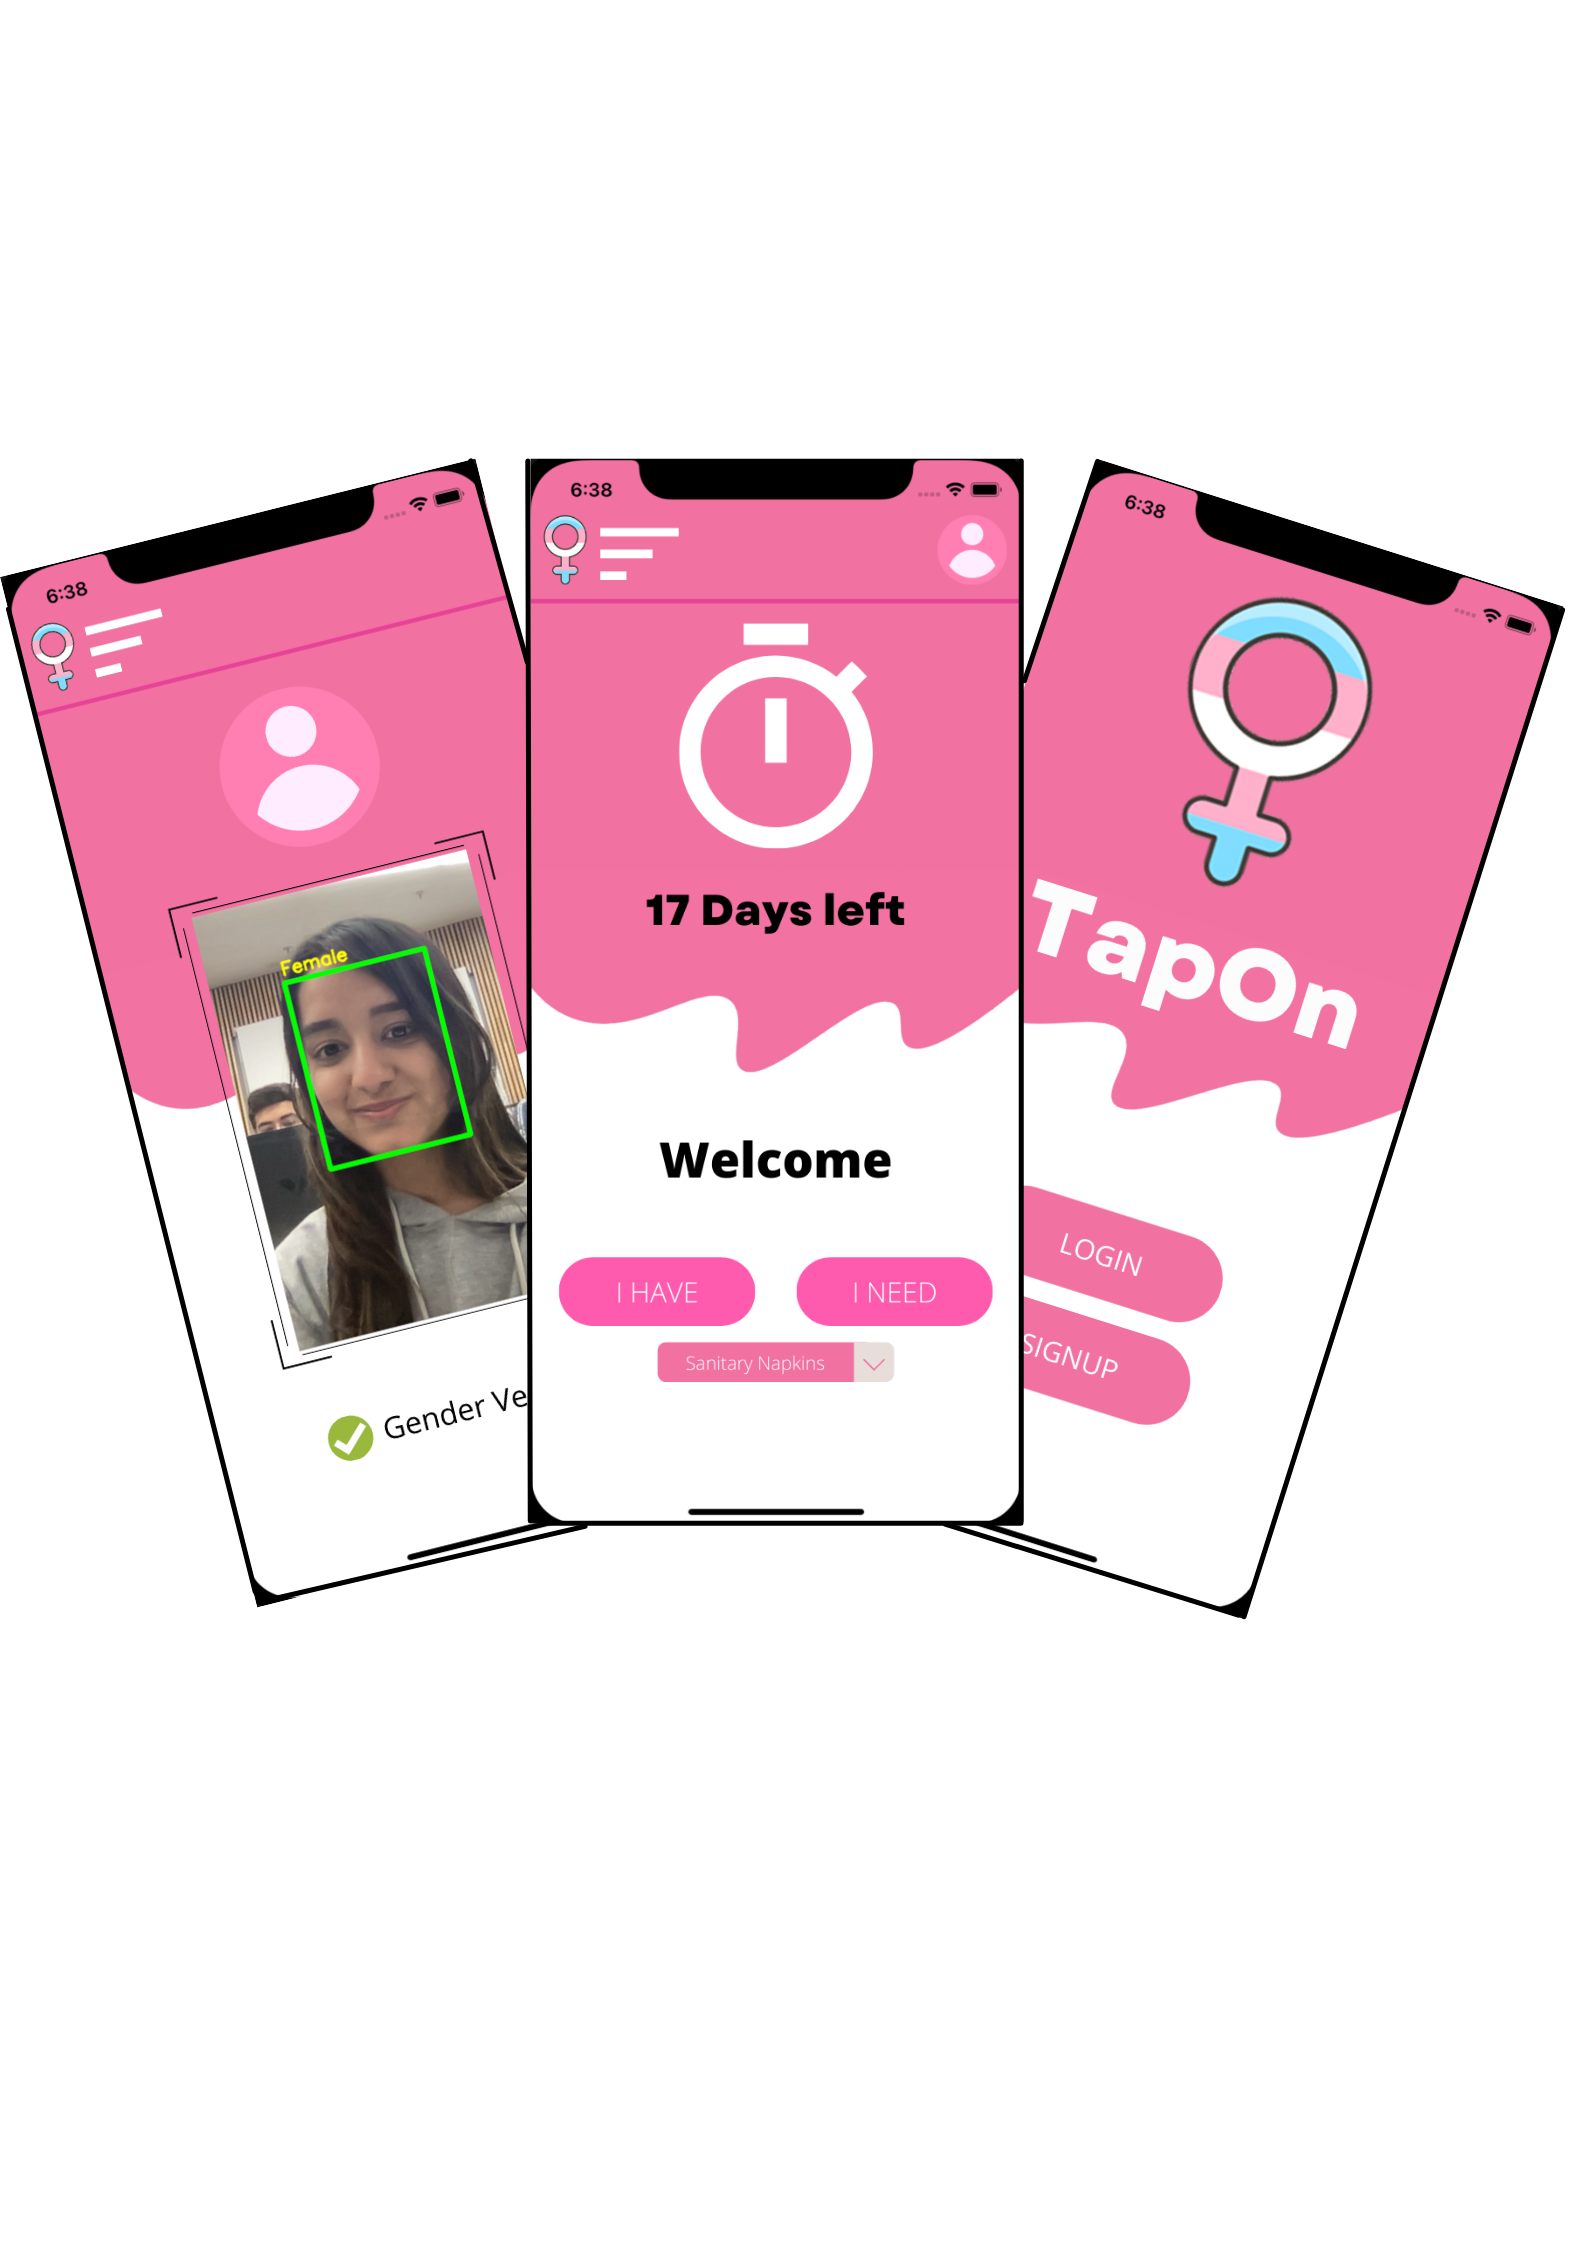 6:38
Female
Gender Ve
6:38
17 Days left
Welcome
I HAVE
I NEED
Sanitary Napkins
6:38
TapOn
LOGIN
SIGNUP